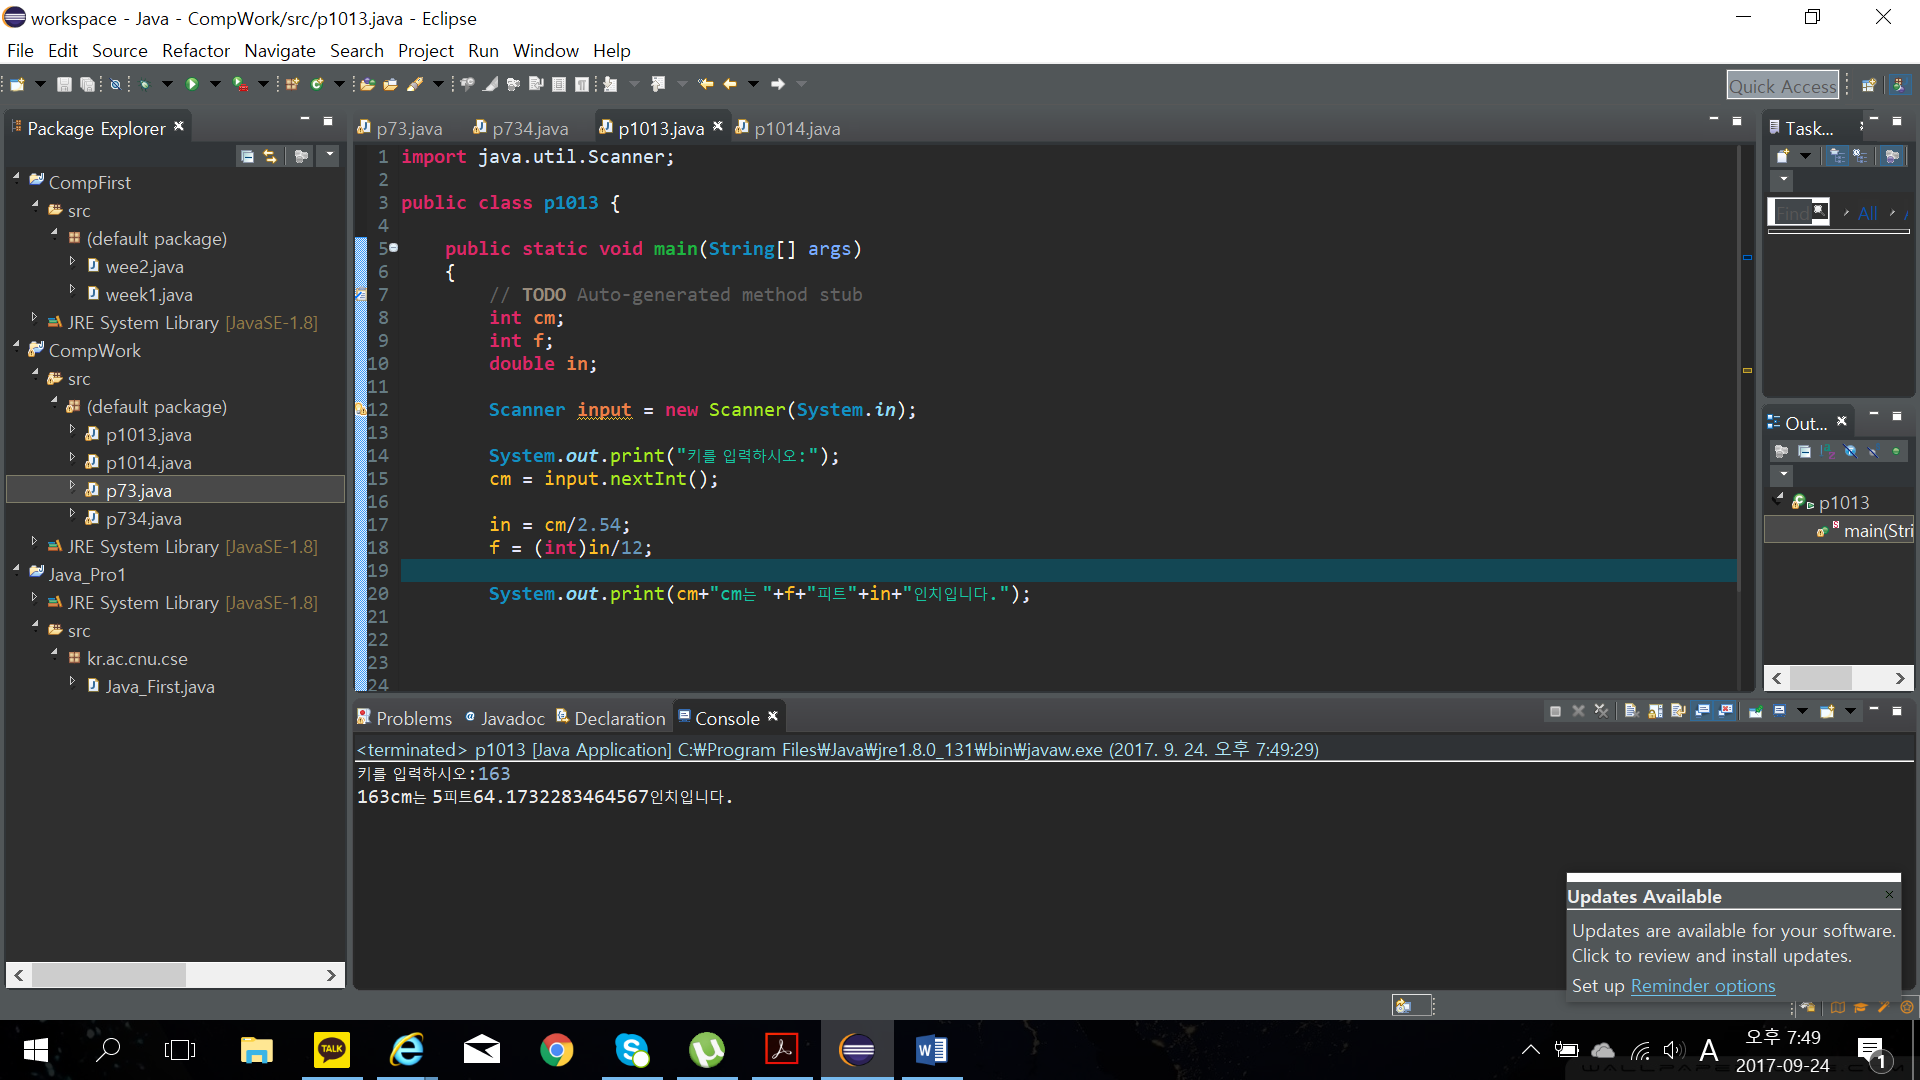 workspace - Java - CompWork/src/p1013.java - Eclipse
File Edit Source Refactor Navigate Search Project Run Window Help
Quick Access
Package Explorer
CompFirst
src
(default package)
wee2.java
week1.java
JRE System Library [JavaSE-1.8]
CompWork
src
(default package)
p1013.java
p1014.java
p73.java
p734.java
JRE System Library [JavaSE-1.8]
Java_Pro1
JRE System Library [JavaSE-1.8]
src
kr.ac.cnu.cse
Java_First.java
p73.java p734.java p1013.java p1014.java
1 import java.util.Scanner;
2
3 public class p1013 {
4
5 public static void main(String[] args)
6 {
7 // TODO Auto-generated method stub
8 int cm;
9 int f;
10 double in;
11
12 Scanner input = new Scanner(System.in);
13
14 System.out.print("키를 입력하시오:");
15 cm = input.nextInt();
16
17 in = cm/2.54;
18 f = (int)in/12;
19
20 System.out.print(cm+"cm는 "+f+"피트"+in+"인치입니다.");
21
22
23
24
Task...
Find All
Out...
p1013
main(Stri
Problems Javadoc Declaration Console
<terminated> p1013 [Java Application] C:₩Program Files₩Java₩jre1.8.0_131₩bin₩javaw.exe (2017. 9. 24. 오후 7:49:29)
키를 입력하시오:163
163cm는 5피트64.1732283464567인치입니다.
Updates Available
Updates are available for your software.
Click to review and install updates.
Set up Reminder options
TALK
A
오후 7:49
2017-09-24
1